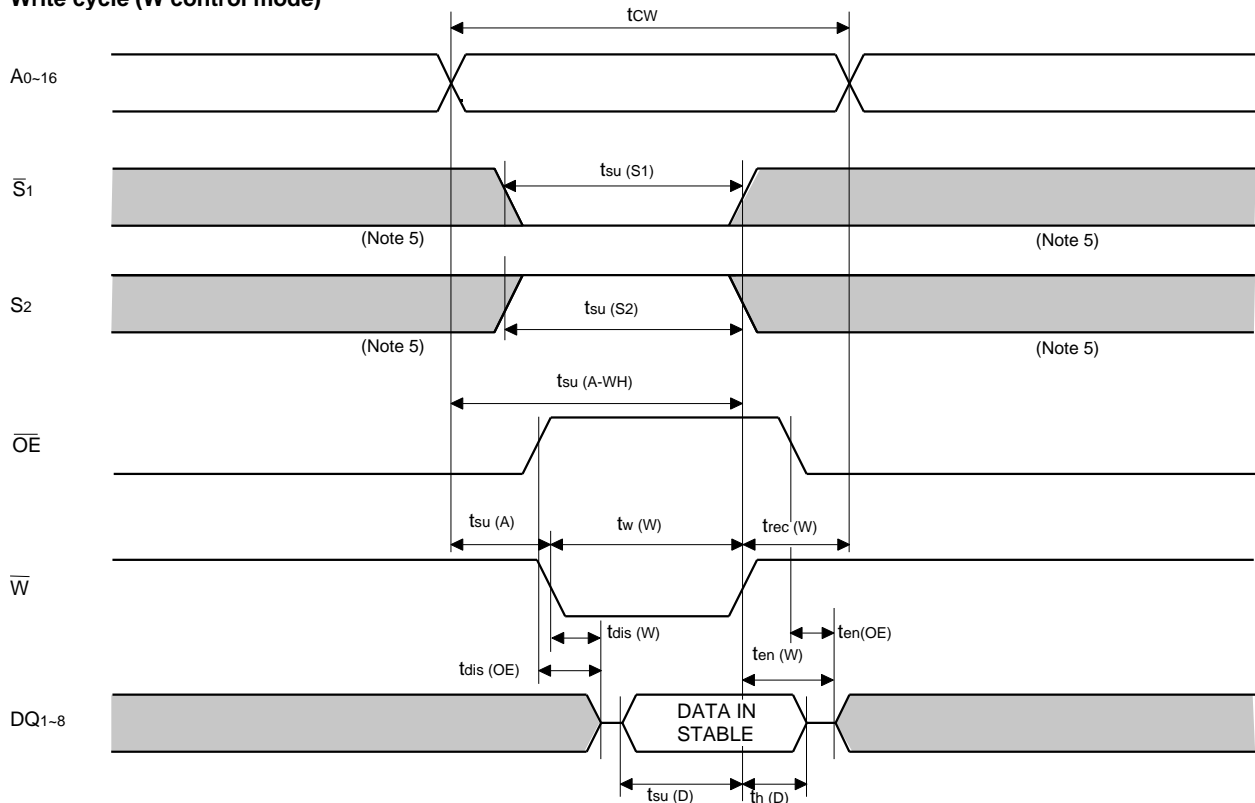 Write cycle (W control mode)
tCW
A0~16
S̅1
tsu (S1)
(Note 5)
(Note 5)
S2
tsu (S2)
(Note 5)
(Note 5)
tsu (A-WH)
O̅E̅
tsu (A)
tw (W)
trec (W)
W̅
tdis (W)
ten(OE)
tdis (OE)
ten (W)
DQ1~8
DATA IN
STABLE
tsu (D)
th (D)